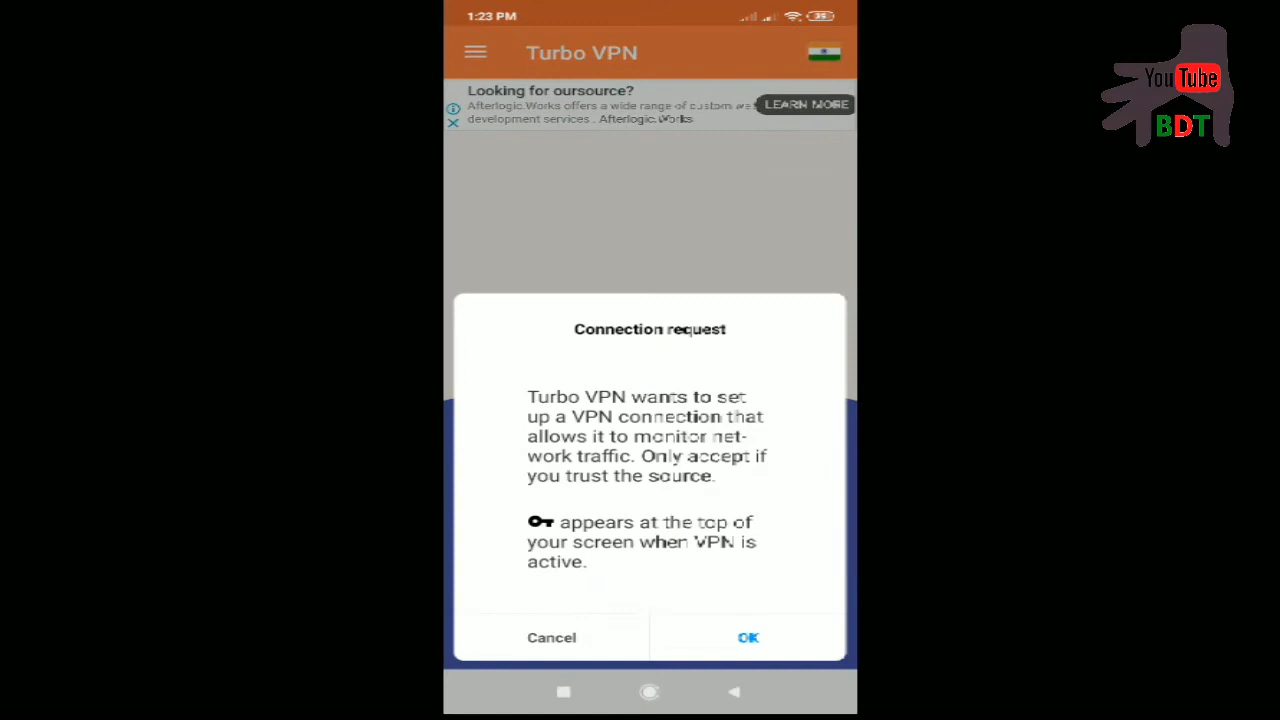 1:23 PM
Turbo VPN
Looking for oursource?
Afterlogic.Works offers a wide range of custom we
development services.. Afterlogic.Works
LEARN MORE
YouTube
BDT
Connection request
Turbo VPN wants to set
up a VPN connection that
allows it to monitor net-
work traffic. Only accept if
you trust the source.
appears at the top of
your screen when VPN is
active.
Cancel
OK